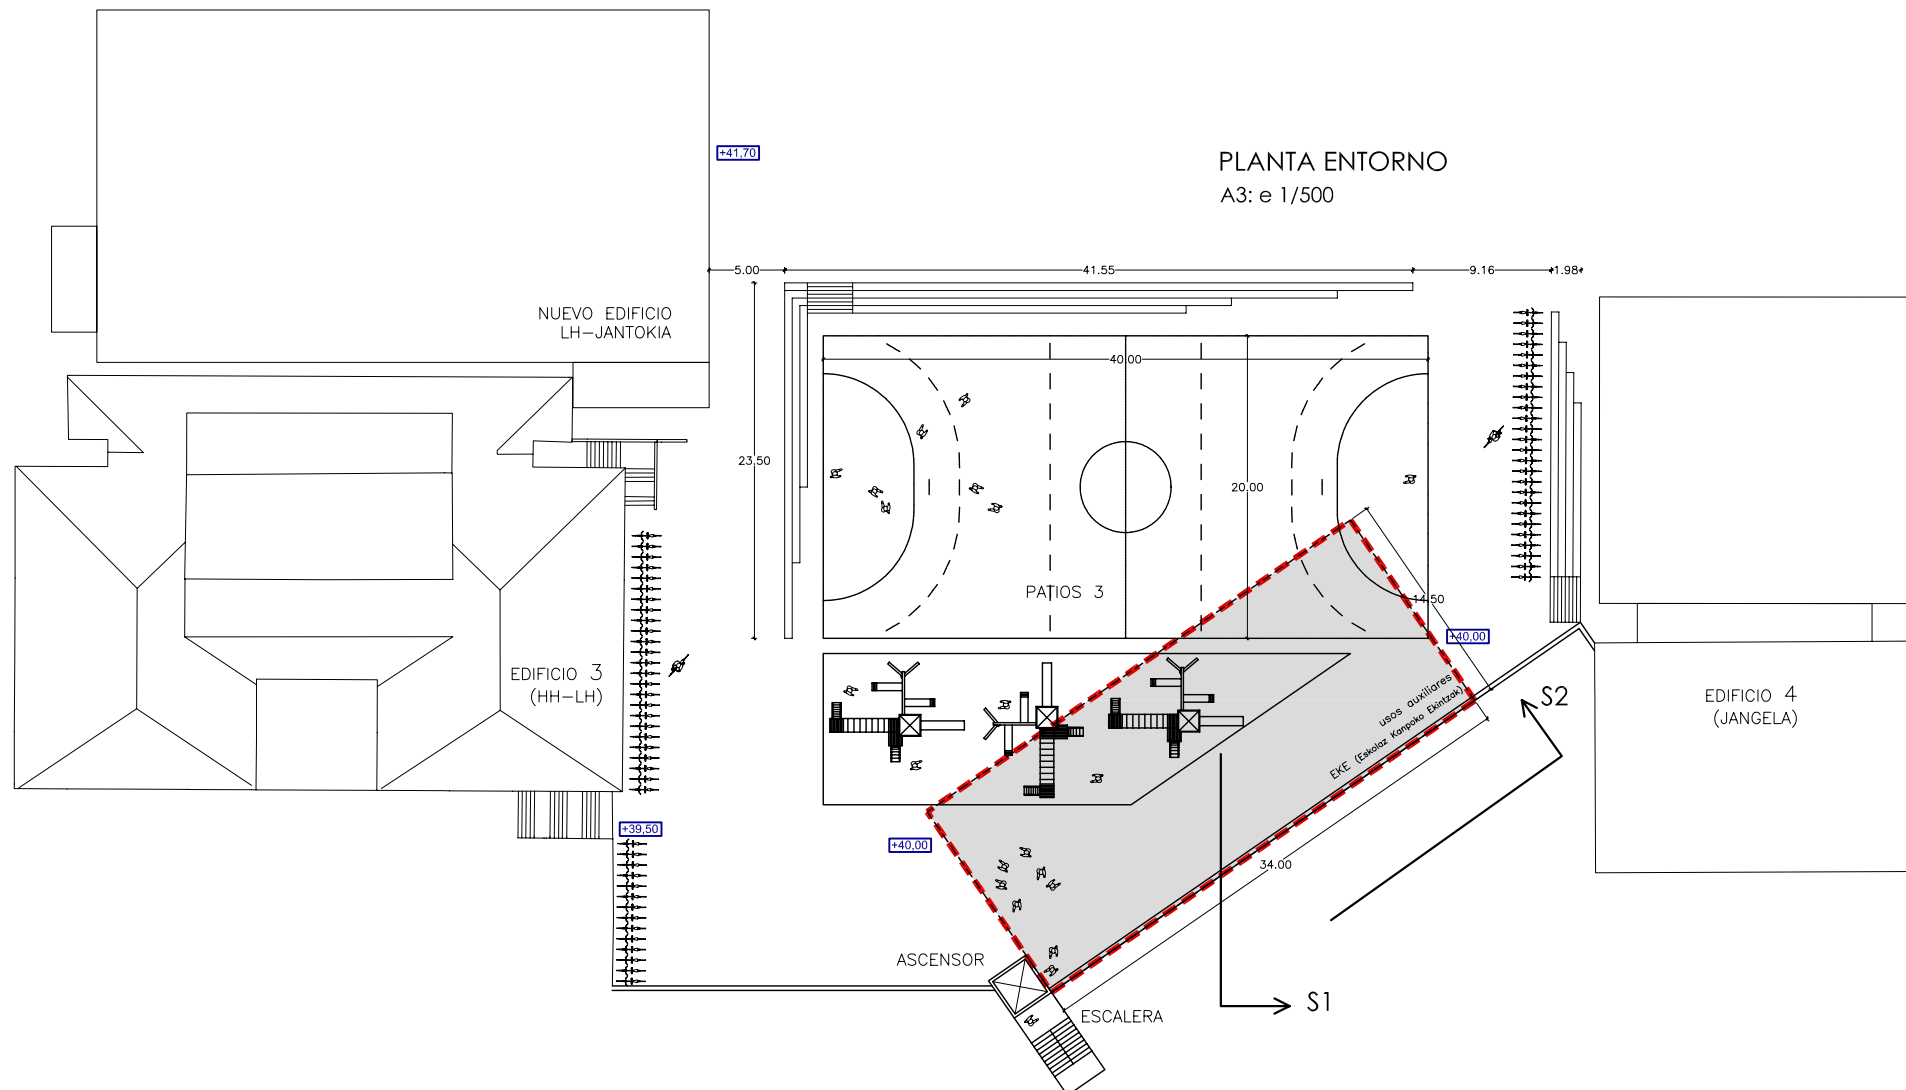 +41,70
PLANTA ENTORNO
A3: e 1/500
5.00
41.55
9.16
1.98
NUEVO EDIFICIO
LH-JANTOKIA
40.00
23.50
20.00
PATIOS 3
14.50
+40,00
EDIFICIO 3
(HH-LH)
usos auxiliares
EKE (Eskolaz Kanpoko Ekintzak)
S2
EDIFICIO 4
(JANGELA)
+39,50
+40,00
34.00
ASCENSOR
S1
ESCALERA